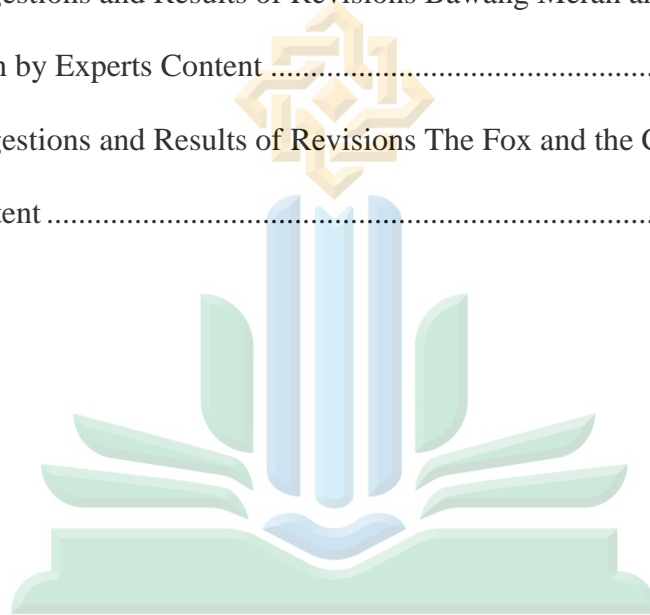 gestions and Results of Revisions Bawang Merah an
n by Experts Content ................................................
gestions and Results of Revisions The Fox and the C
tent ............................................................................